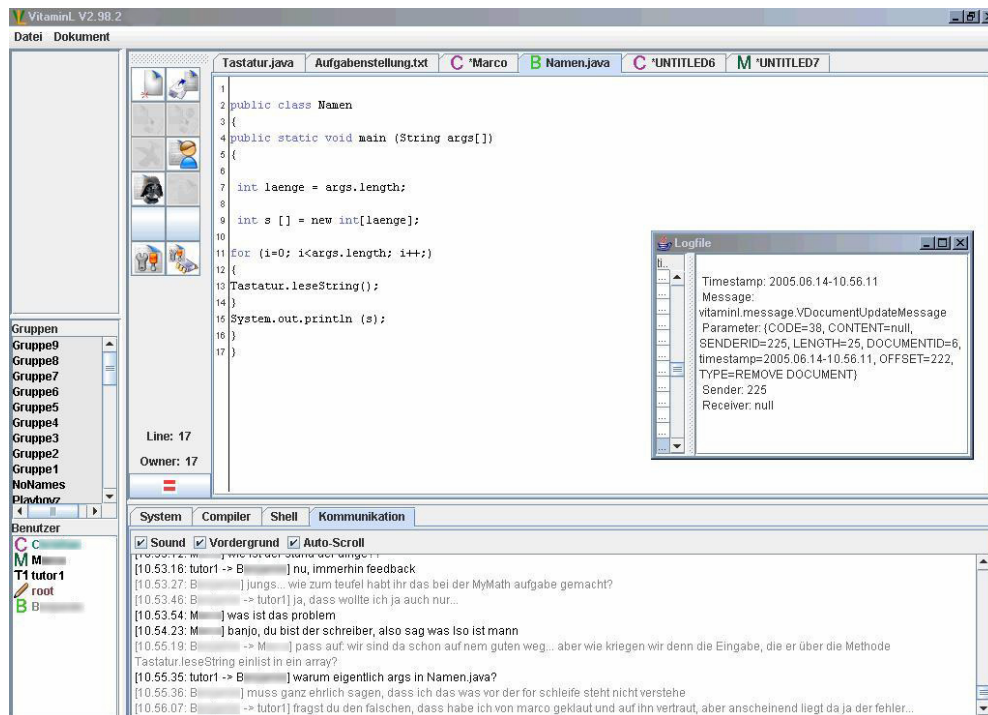 VitaminL V2.98.2
Datei Dokument
Tastatur.java Aufgabenstellung.txt C *Marco B Namen.java C *UNTITLED6 M *UNTITLED7
1
2 public class Namen
3 {
4 public static void main (String args[])
5 {
6
7 int laenge = args.length;
8
9 int s [] = new int[laenge];
10
11 for (i=0; i<args.length; i++;)
12 {
13 Tastatur.leseString();
14 }
15 System.out.println (s);
16 }
17 }
Line: 17
Owner: 17
Logfile
ti..
Timestamp: 2005.06.14-10.56.11
Message:
vitaminl.message.VDocumentUpdateMessage
Parameter: {CODE=38, CONTENT=null,
SENDERID=225, LENGTH=25, DOCUMENTID=6,
timestamp=2005.06.14-10.56.11, OFFSET=222,
TYPE=REMOVE DOCUMENT}
Sender: 225
Receiver: null
Gruppen
Gruppe9
Gruppe8
Gruppe7
Gruppe6
Gruppe5
Gruppe4
Gruppe3
Gruppe2
Gruppe1
NoNames
Playboyz
Benutzer
C C
M M
T1 tutor1
root
B B
System Compiler Shell Kommunikation
Sound Vordergrund Auto-Scroll
[10.53.12: M ] wie ist der stand der dinge??
[10.53.16: tutor1 -> B ] nu, immerhin feedback
[10.53.27: B ] jungs... wie zum teufel habt ihr das bei der MyMath aufgabe gemacht?
[10.53.46: B -> tutor1] ja, dass wollte ich ja auch nur...
[10.53.54: M ] was ist das problem
[10.54.23: M ] banjo, du bist der schreiber, also sag was lso ist mann
[10.55.19: B -> M ] pass auf: wir sind da schon auf nem guten weg... aber wie kriegen wir denn die Eingabe, die er über die Methode
Tastatur.leseString einlist in ein array?
[10.55.35: tutor1 -> B ] warum eigentlich args in Namen.java?
[10.55.36: B ] muss ganz ehrlich sagen, dass ich das was vor der for schleife steht nicht verstehe
[10.56.07: B -> tutor1] fragst du den falschen, dass habe ich von marco geklaut und auf ihn vertraut, aber anscheinend liegt da ja der fehler...